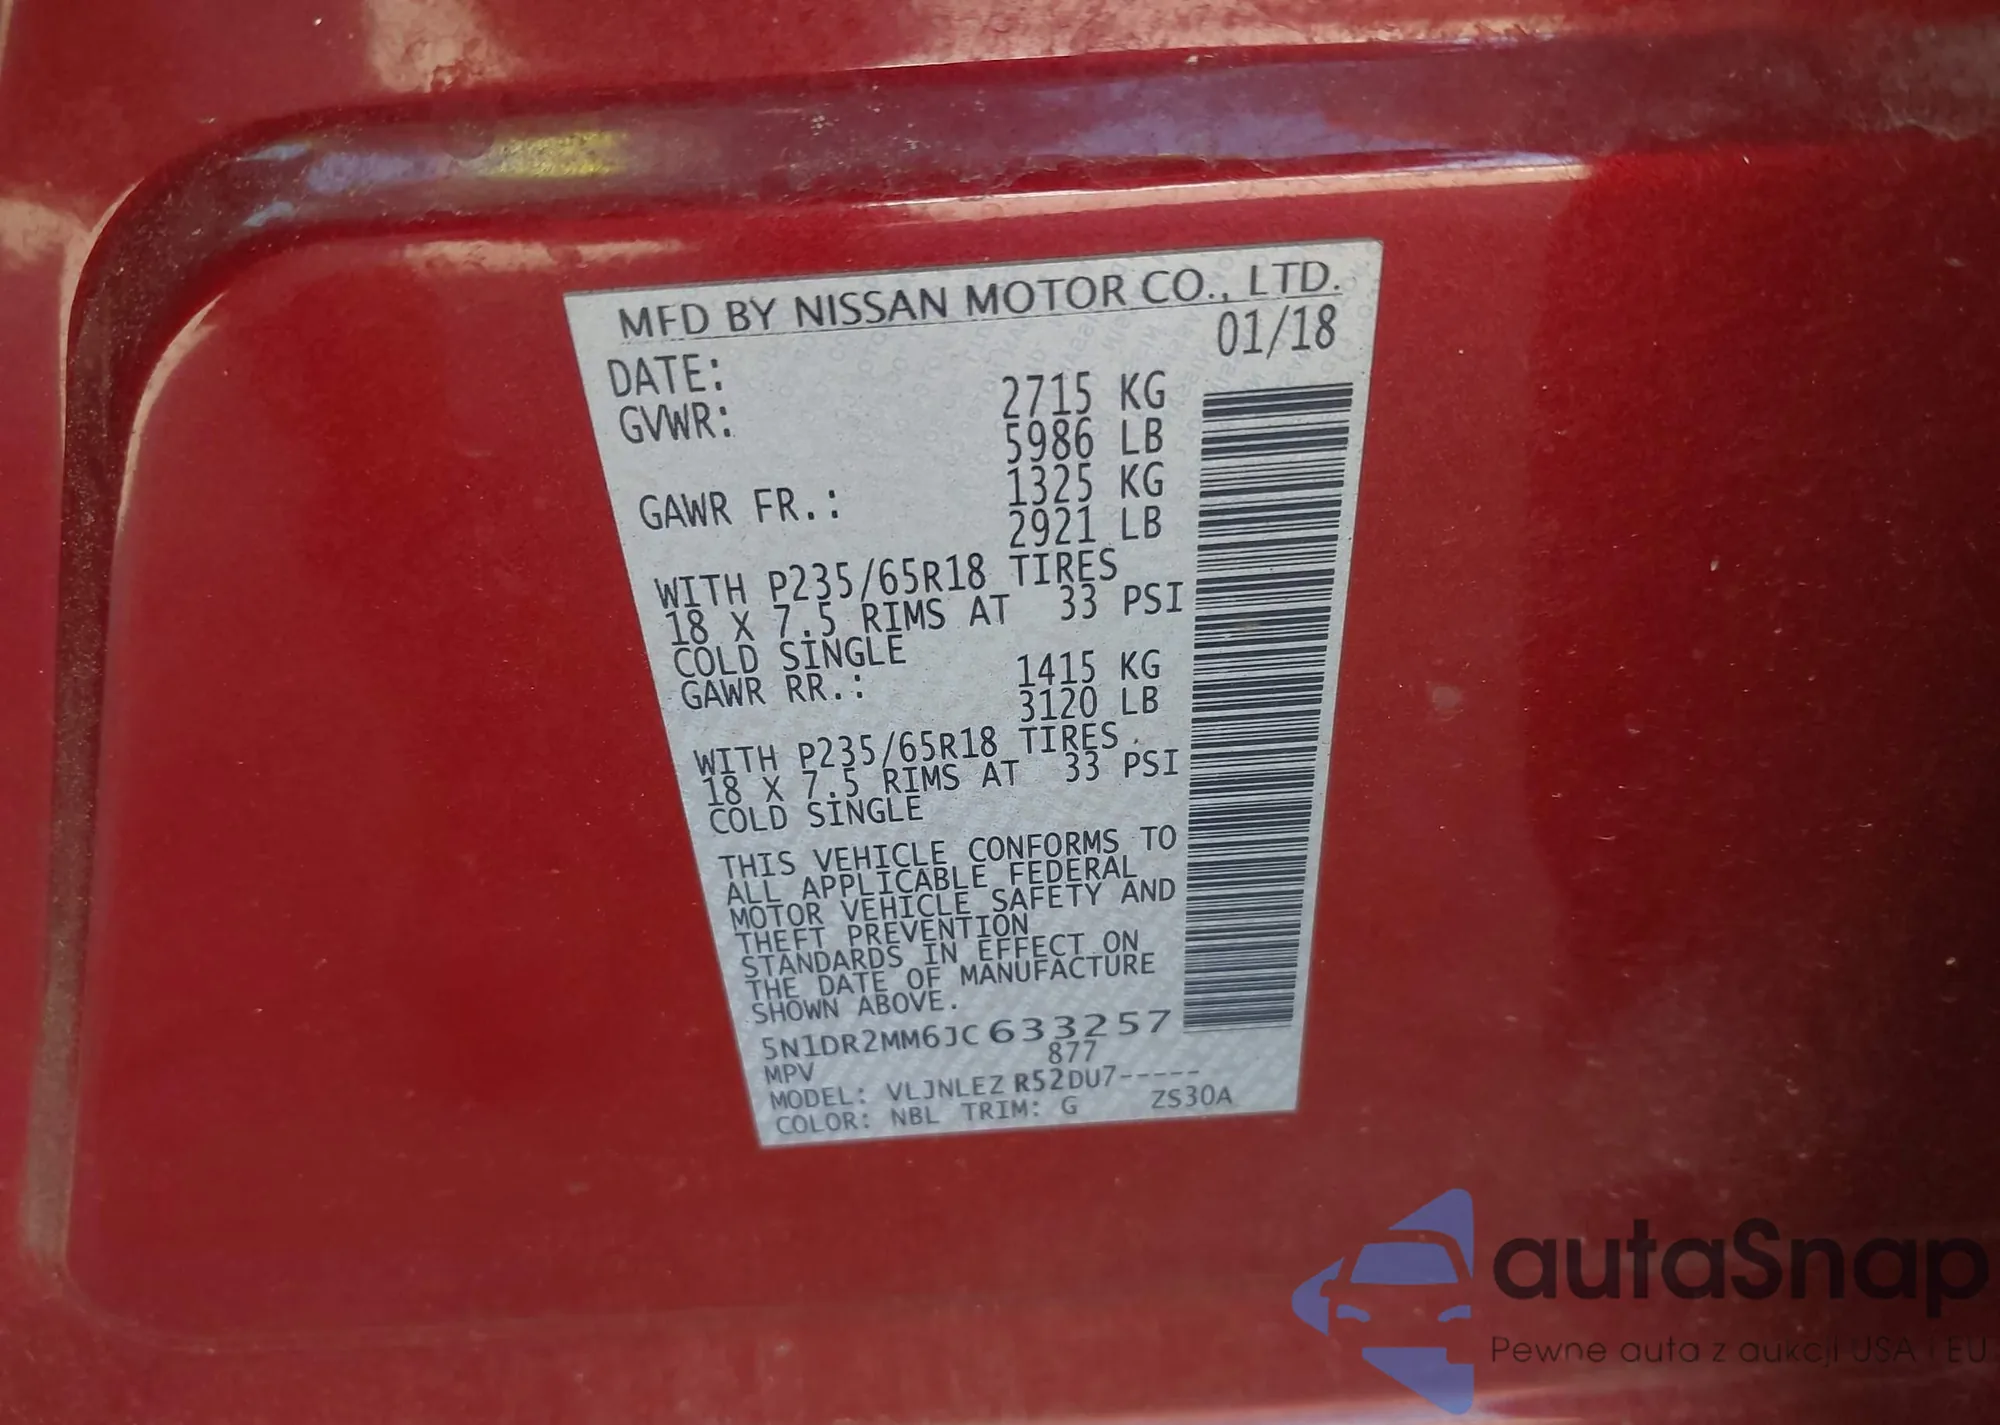 MFD BY NISSAN MOTOR CO., LTD.
DATE: 01/18
GVWR: 2715 KG
5986 LB
GAWR FR.: 1325 KG
2921 LB
WITH P235/65R18 TIRES
18 X 7.5 RIMS AT 33 PSI
COLD SINGLE
GAWR RR.: 1415 KG
3120 LB
WITH P235/65R18 TIRES
18 X 7.5 RIMS AT 33 PSI
COLD SINGLE
THIS VEHICLE CONFORMS TO
ALL APPLICABLE FEDERAL
MOTOR VEHICLE SAFETY AND
THEFT PREVENTION
STANDARDS IN EFFECT ON
THE DATE OF MANUFACTURE
SHOWN ABOVE.
5N1DR2MM6JC633257
877
MPV
MODEL: VLJNLEZ R52DU7-----
COLOR: NBL TRIM: G ZS30A
autaSnap
Pewne auta z aukcji USA i EU